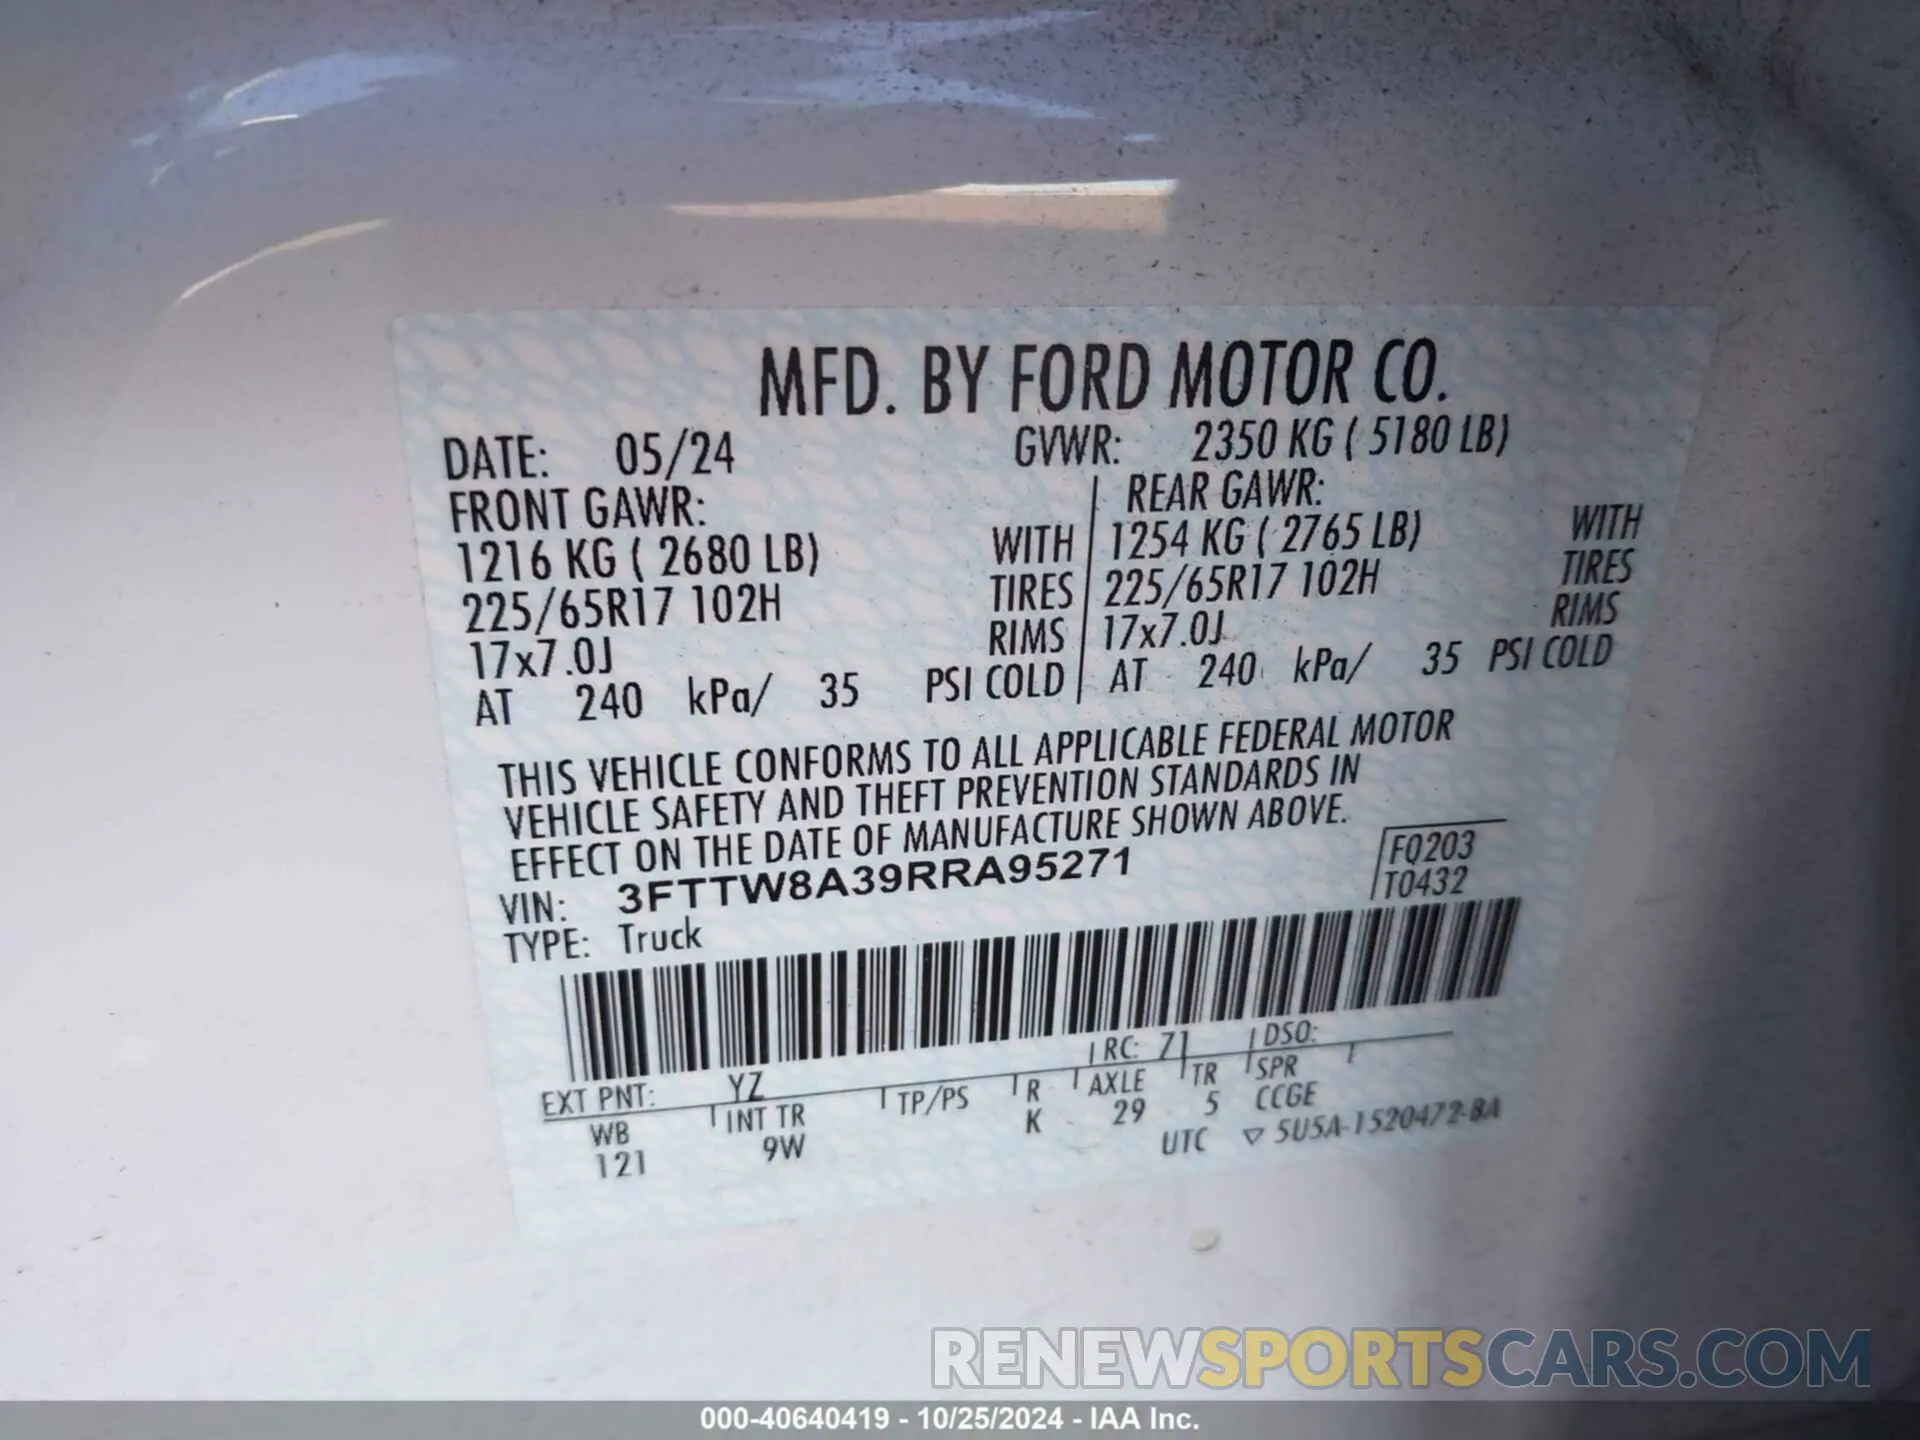 MFD. BY FORD MOTOR CO.
DATE: 05/24 GVWR: 2350 KG ( 5180 LB)
FRONT GAWR: REAR GAWR:
1216 KG ( 2680 LB) WITH 1254 KG ( 2765 LB) WITH
225/65R17 102H TIRES 225/65R17 102H TIRES
17x7.0J RIMS 17x7.0J RIMS
AT 240 kPa/ 35 PSI COLD AT 240 kPa/ 35 PSI COLD
THIS VEHICLE CONFORMS TO ALL APPLICABLE FEDERAL MOTOR
VEHICLE SAFETY AND THEFT PREVENTION STANDARDS IN
EFFECT ON THE DATE OF MANUFACTURE SHOWN ABOVE.
VIN: 3FTTW8A39RRA95271
TYPE: Truck
F0203
T0432
EXT PNT: YZ RC: 71 DSO:
WB INT TR TP/PS R AXLE TR SPR
121 9W K 29 5 CCGE
UTC ▽ 5U5A-1520472-BA
RENEWSPORTSCARS.COM
000-40640419 - 10/25/2024 - IAA Inc.